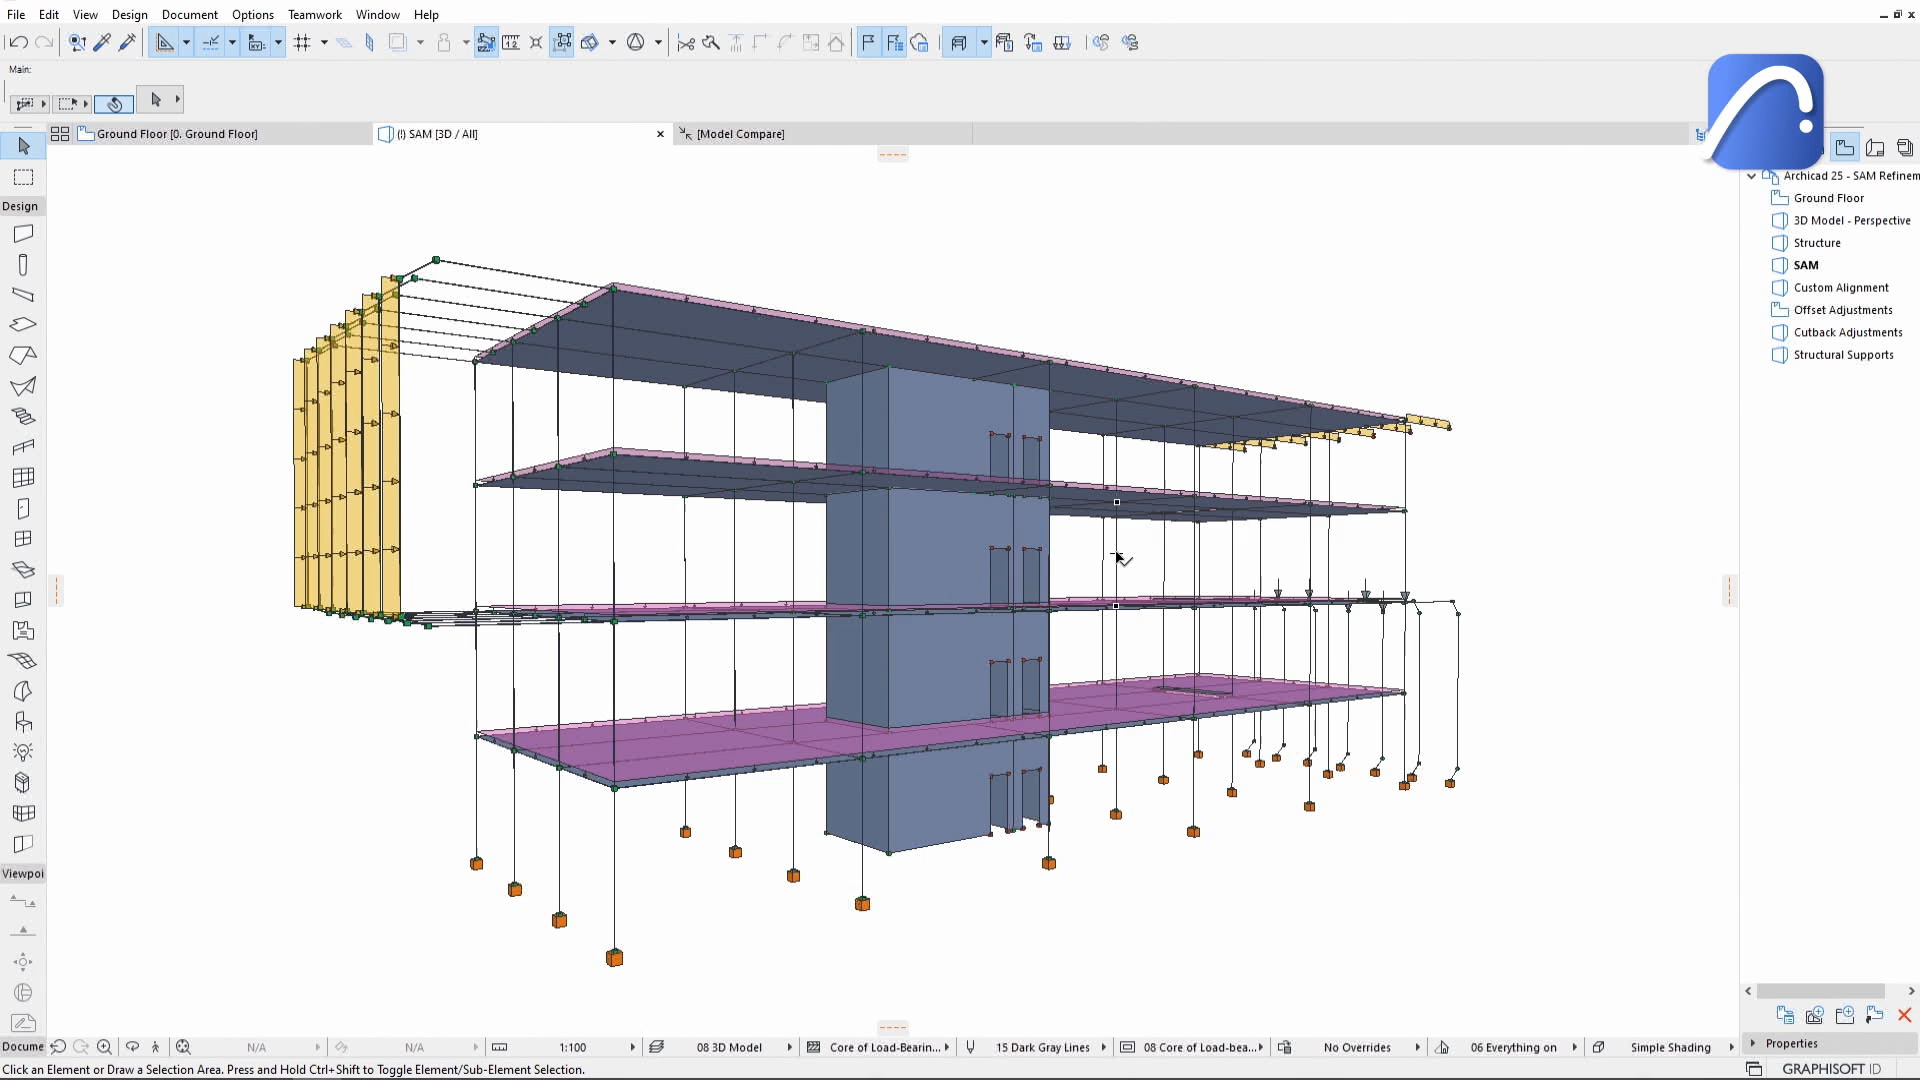 File Edit View Design Document Options Teamwork Window Help
Main:
Ground Floor [0. Ground Floor]
(!) SAM [3D / All]
[Model Compare]
Design
Viewpoi
Docume
Archicad 25 - SAM Refinem
Ground Floor
3D Model - Perspective
Structure
SAM
Custom Alignment
Offset Adjustments
Cutback Adjustments
Structural Supports
N/A N/A 1:100 08 3D Model Core of Load-Bearin... 15 Dark Gray Lines 08 Core of Load-bea... No Overrides 06 Everything on Simple Shading
Properties
Click an Element or Draw a Selection Area. Press and Hold Ctrl+Shift to Toggle Element/Sub-Element Selection.
GRAPHISOFT ID